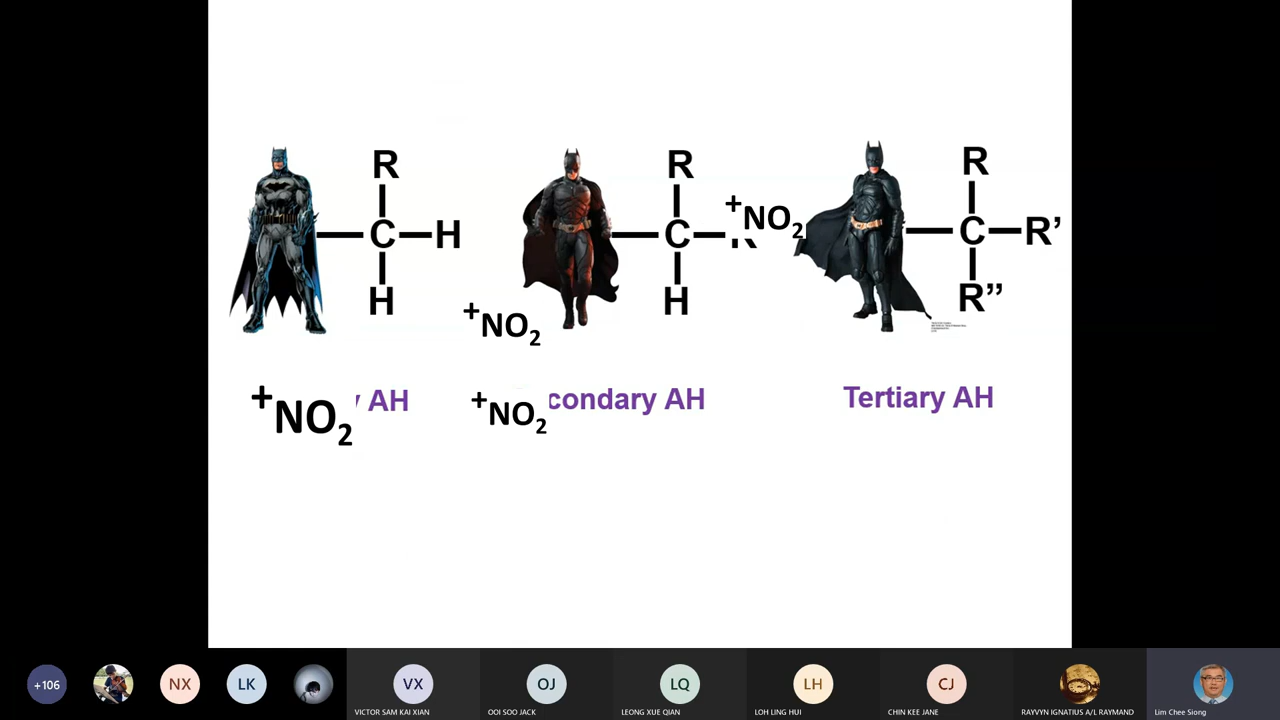 R
C
H
H
R
C
H
+NO2
R
C
R’
R”
+NO2
+NO2
y AH
+NO2
condary AH
Tertiary AH
+106
NX
LK
VX
VICTOR SAM KAI XIAN
OJ
OOI SOO JACK
LQ
LEONG XUE QIAN
LH
LOH LING HUI
CJ
CHIN KEE JANE
RAYVYN IGNATIUS A/L RAYMAND
Lim Chee Siong